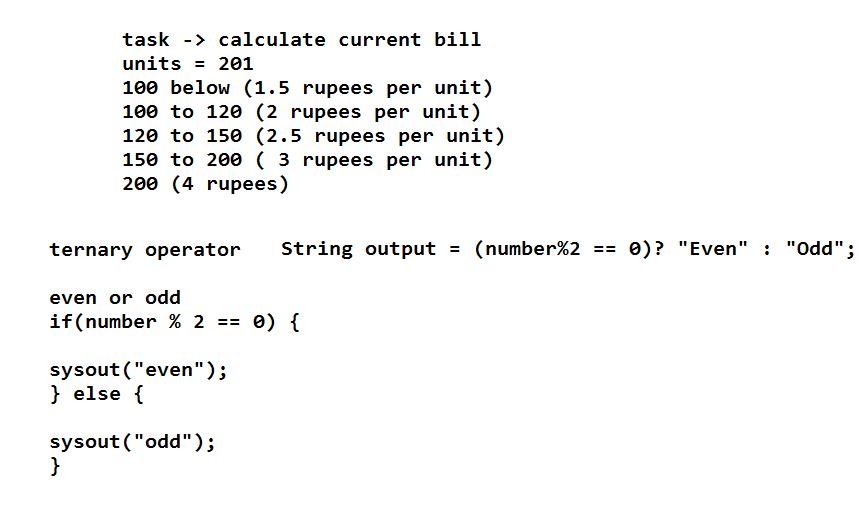 task -> calculate current bill
units = 201
100 below (1.5 rupees per unit)
100 to 120 (2 rupees per unit)
120 to 150 (2.5 rupees per unit)
150 to 200 ( 3 rupees per unit)
200 (4 rupees)
ternary operator String output = (number%2 == 0)? "Even" : "Odd";
even or odd
if(number % 2 == 0) {
sysout("even");
} else {
sysout("odd");
}